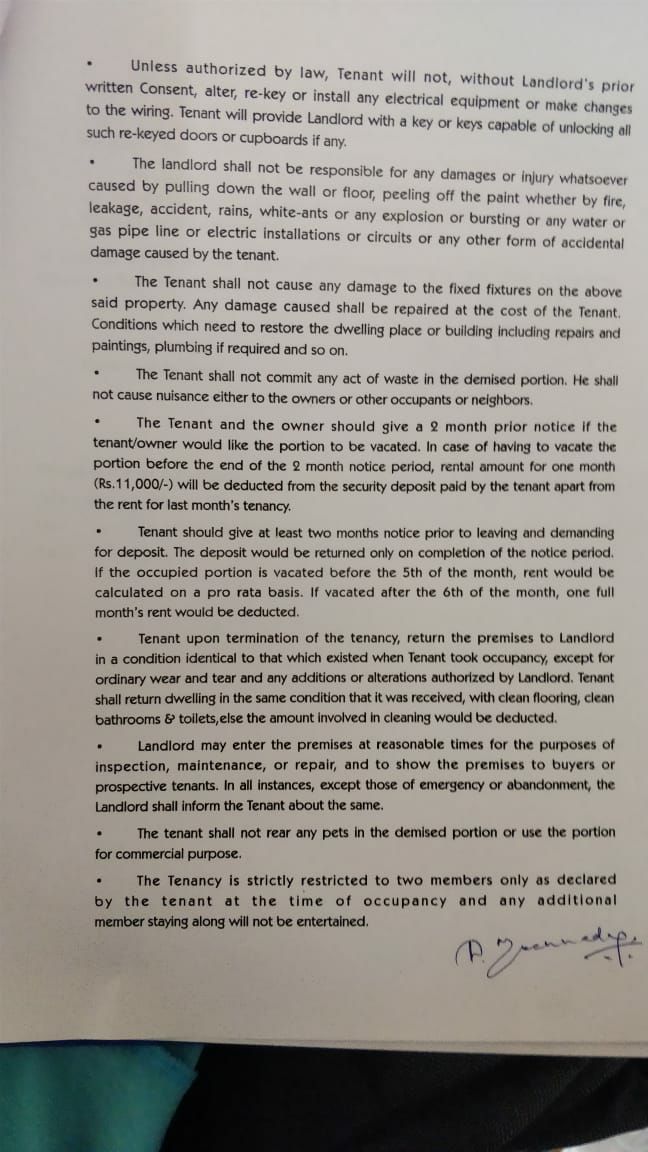 • Unless authorized by law, Tenant will not, without Landlord's prior
written Consent, alter, re-key or install any electrical equipment or make changes
to the wiring. Tenant will provide Landlord with a key or keys capable of unlocking all
such re-keyed doors or cupboards if any.
• The landlord shall not be responsible for any damages or injury whatsoever
caused by pulling down the wall or floor, peeling off the paint whether by fire,
leakage, accident, rains, white-ants or any explosion or bursting or any water or
gas pipe line or electric installations or circuits or any other form of accidental
damage caused by the tenant.
• The Tenant shall not cause any damage to the fixed fixtures on the above
said property. Any damage caused shall be repaired at the cost of the Tenant.
Conditions which need to restore the dwelling place or building including repairs and
paintings, plumbing if required and so on.
• The Tenant shall not commit any act of waste in the demised portion. He shall
not cause nuisance either to the owners or other occupants or neighbors.
• The Tenant and the owner should give a 2 month prior notice if the
tenant/owner would like the portion to be vacated. In case of having to vacate the
portion before the end of the 2 month notice period, rental amount for one month
(Rs.11,000/-) will be deducted from the security deposit paid by the tenant apart from
the rent for last month's tenancy.
• Tenant should give at least two months notice prior to leaving and demanding
for deposit. The deposit would be returned only on completion of the notice period.
If the occupied portion is vacated before the 5th of the month, rent would be
calculated on a pro rata basis. If vacated after the 6th of the month, one full
month's rent would be deducted.
• Tenant upon termination of the tenancy, return the premises to Landlord
in a condition identical to that which existed when Tenant took occupancy, except for
ordinary wear and tear and any additions or alterations authorized by Landlord. Tenant
shall return dwelling in the same condition that it was received, with clean flooring, clean
bathrooms & toilets,else the amount involved in cleaning would be deducted.
• Landlord may enter the premises at reasonable times for the purposes of
inspection, maintenance, or repair, and to show the premises to buyers or
prospective tenants. In all instances, except those of emergency or abandonment, the
Landlord shall inform the Tenant about the same.
• The tenant shall not rear any pets in the demised portion or use the portion
for commercial purpose.
• The Tenancy is strictly restricted to two members only as declared
by the tenant at the time of occupancy and any additional
member staying along will not be entertained.